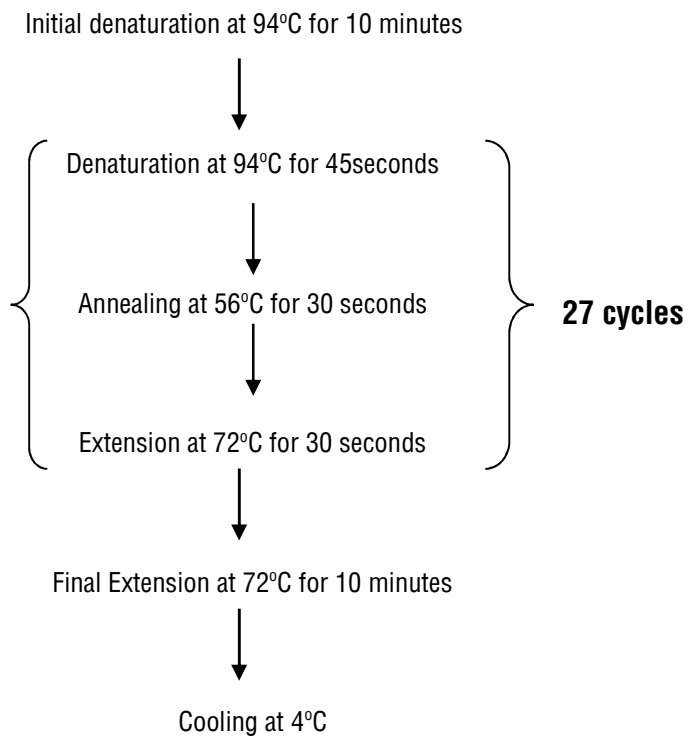 Initial denaturation at 94ºC for 10 minutes
Denaturation at 94ºC for 45seconds
Annealing at 56ºC for 30 seconds
27 cycles
Extension at 72ºC for 30 seconds
Final Extension at 72ºC for 10 minutes
Cooling at 4ºC